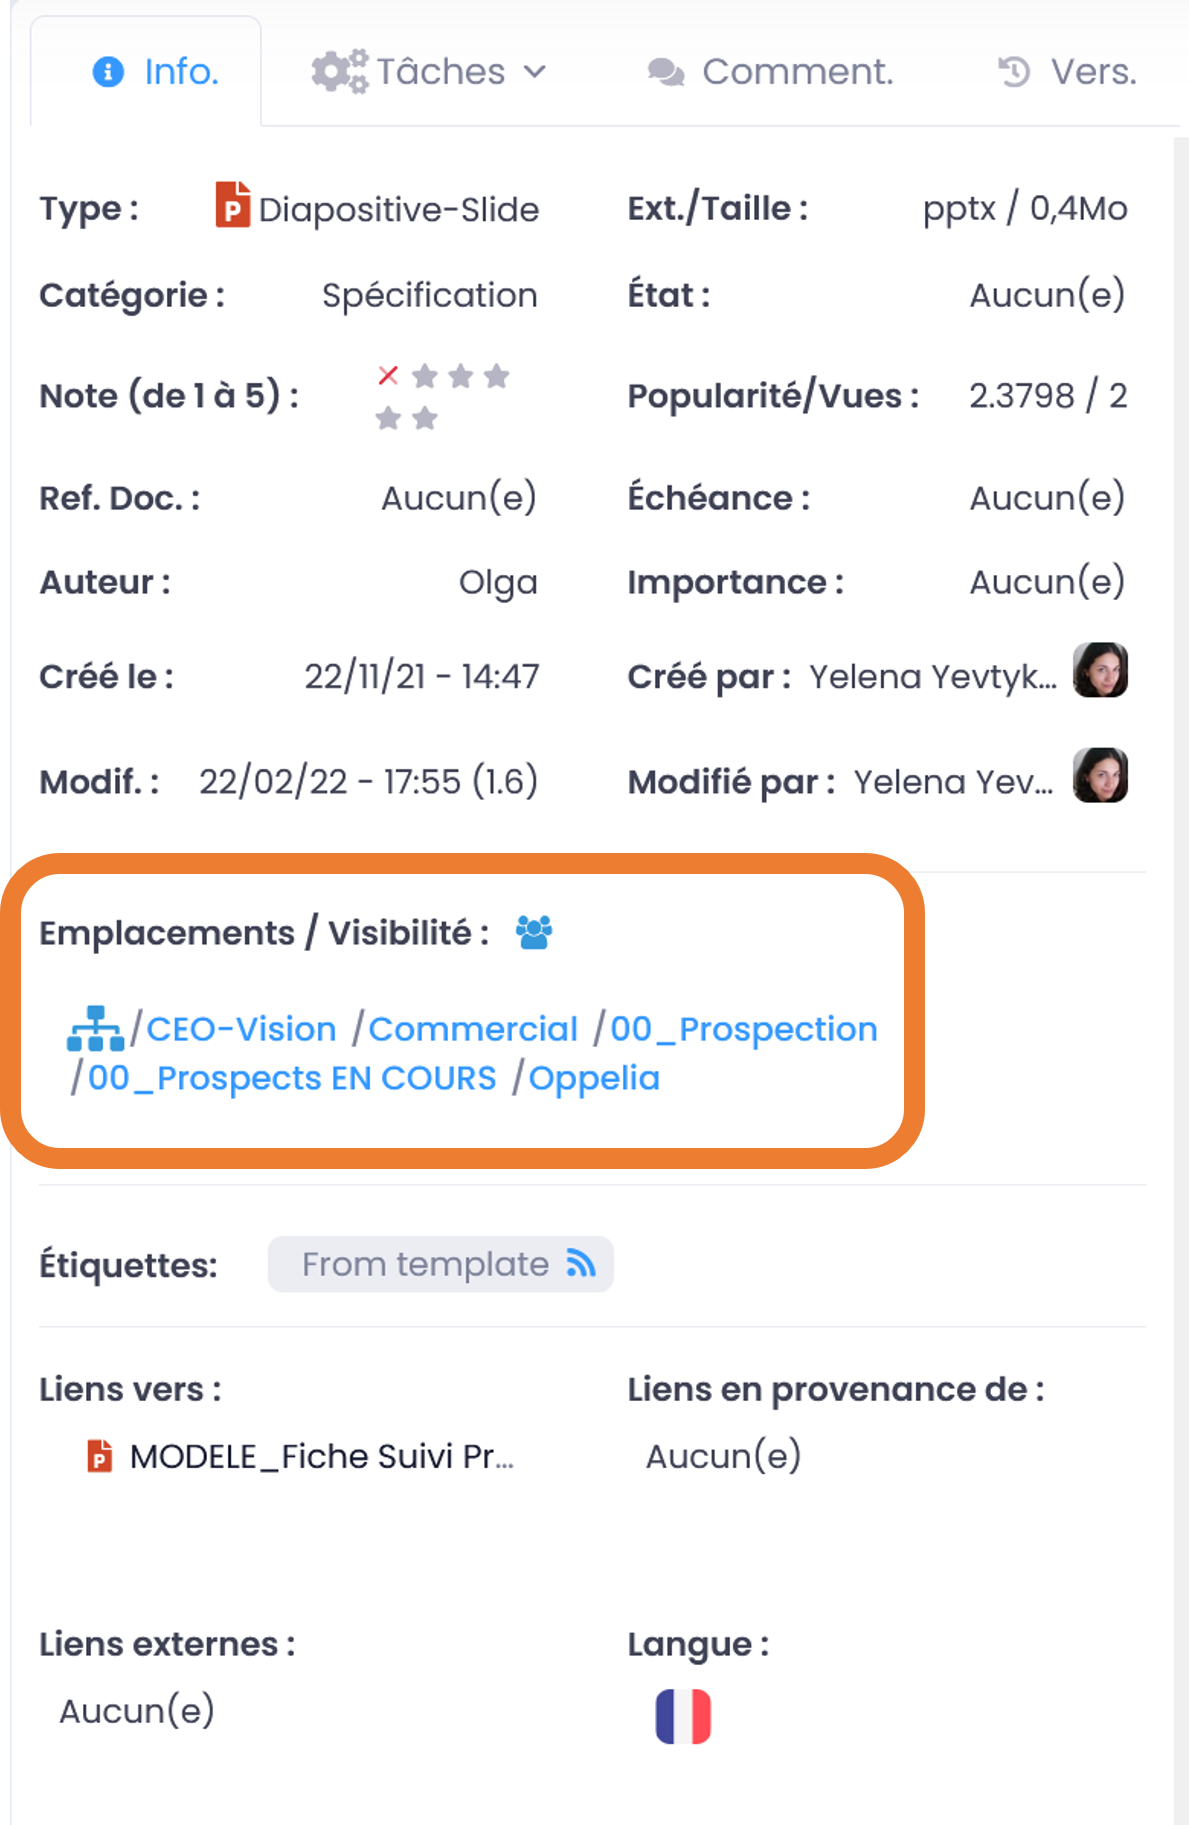 Info. Tâches Comment. Vers.
Type : Diapositive-Slide Ext./Taille : pptx / 0,4Mo
Catégorie : Spécification État : Aucun(e)
Note (de 1 à 5) : Popularité/Vues : 2.3798 / 2
Ref. Doc. : Aucun(e) Échéance : Aucun(e)
Auteur : Olga Importance : Aucun(e)
Créé le : 22/11/21 - 14:47 Créé par : Yelena Yevtyk...
Modif. : 22/02/22 - 17:55 (1.6) Modifié par : Yelena Yev...
Emplacements / Visibilité :
/CEO-Vision /Commercial /00_Prospection
/00_Prospects EN COURS /Oppelia
Étiquettes: From template
Liens vers : Liens en provenance de :
MODELE_Fiche Suivi Pr... Aucun(e)
Liens externes : Langue :
Aucun(e)